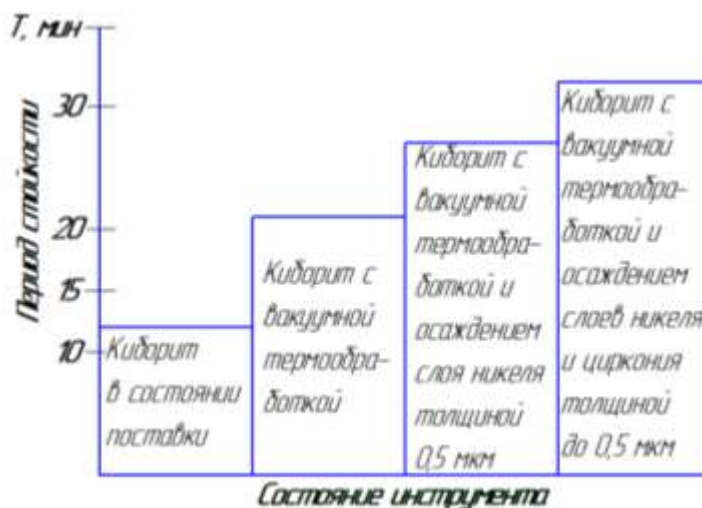 Т, мин
Период стойкости
30
20
15
10
Киборит
в состоянии
поставки
Киборит с
вакуумной
термообра-
боткой
Киборит с
вакуумной
термообра-
боткой и
осаждением
слоя никеля
толщиной
0,5 мкм
Киборит с
вакуумной
термообра-
боткой и
осаждением
слоев никеля
и циркония
толщиной
до 0,5 мкм
Состояние инструмента